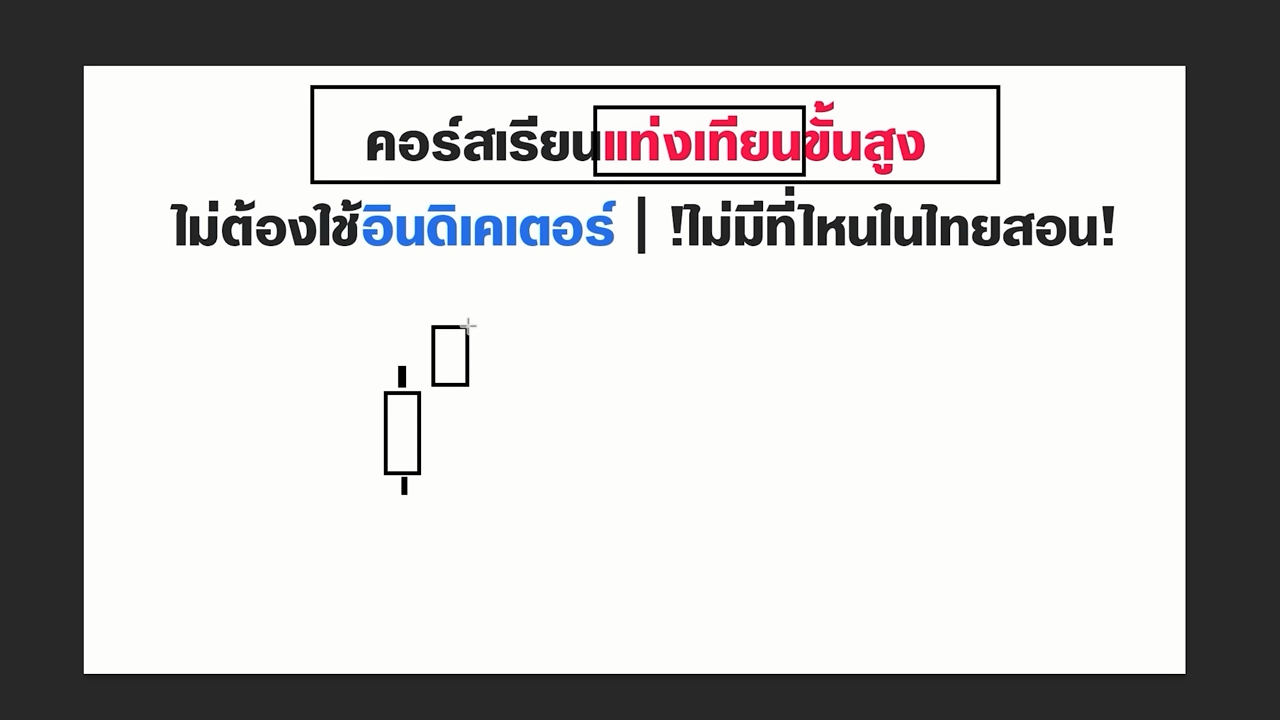 คอร์สเรียนแท่งเทียนขั้นสูง
ไม่ต้องใช้อินดิเคเตอร์ | !ไม่มีที่ไหนในไทยสอน!